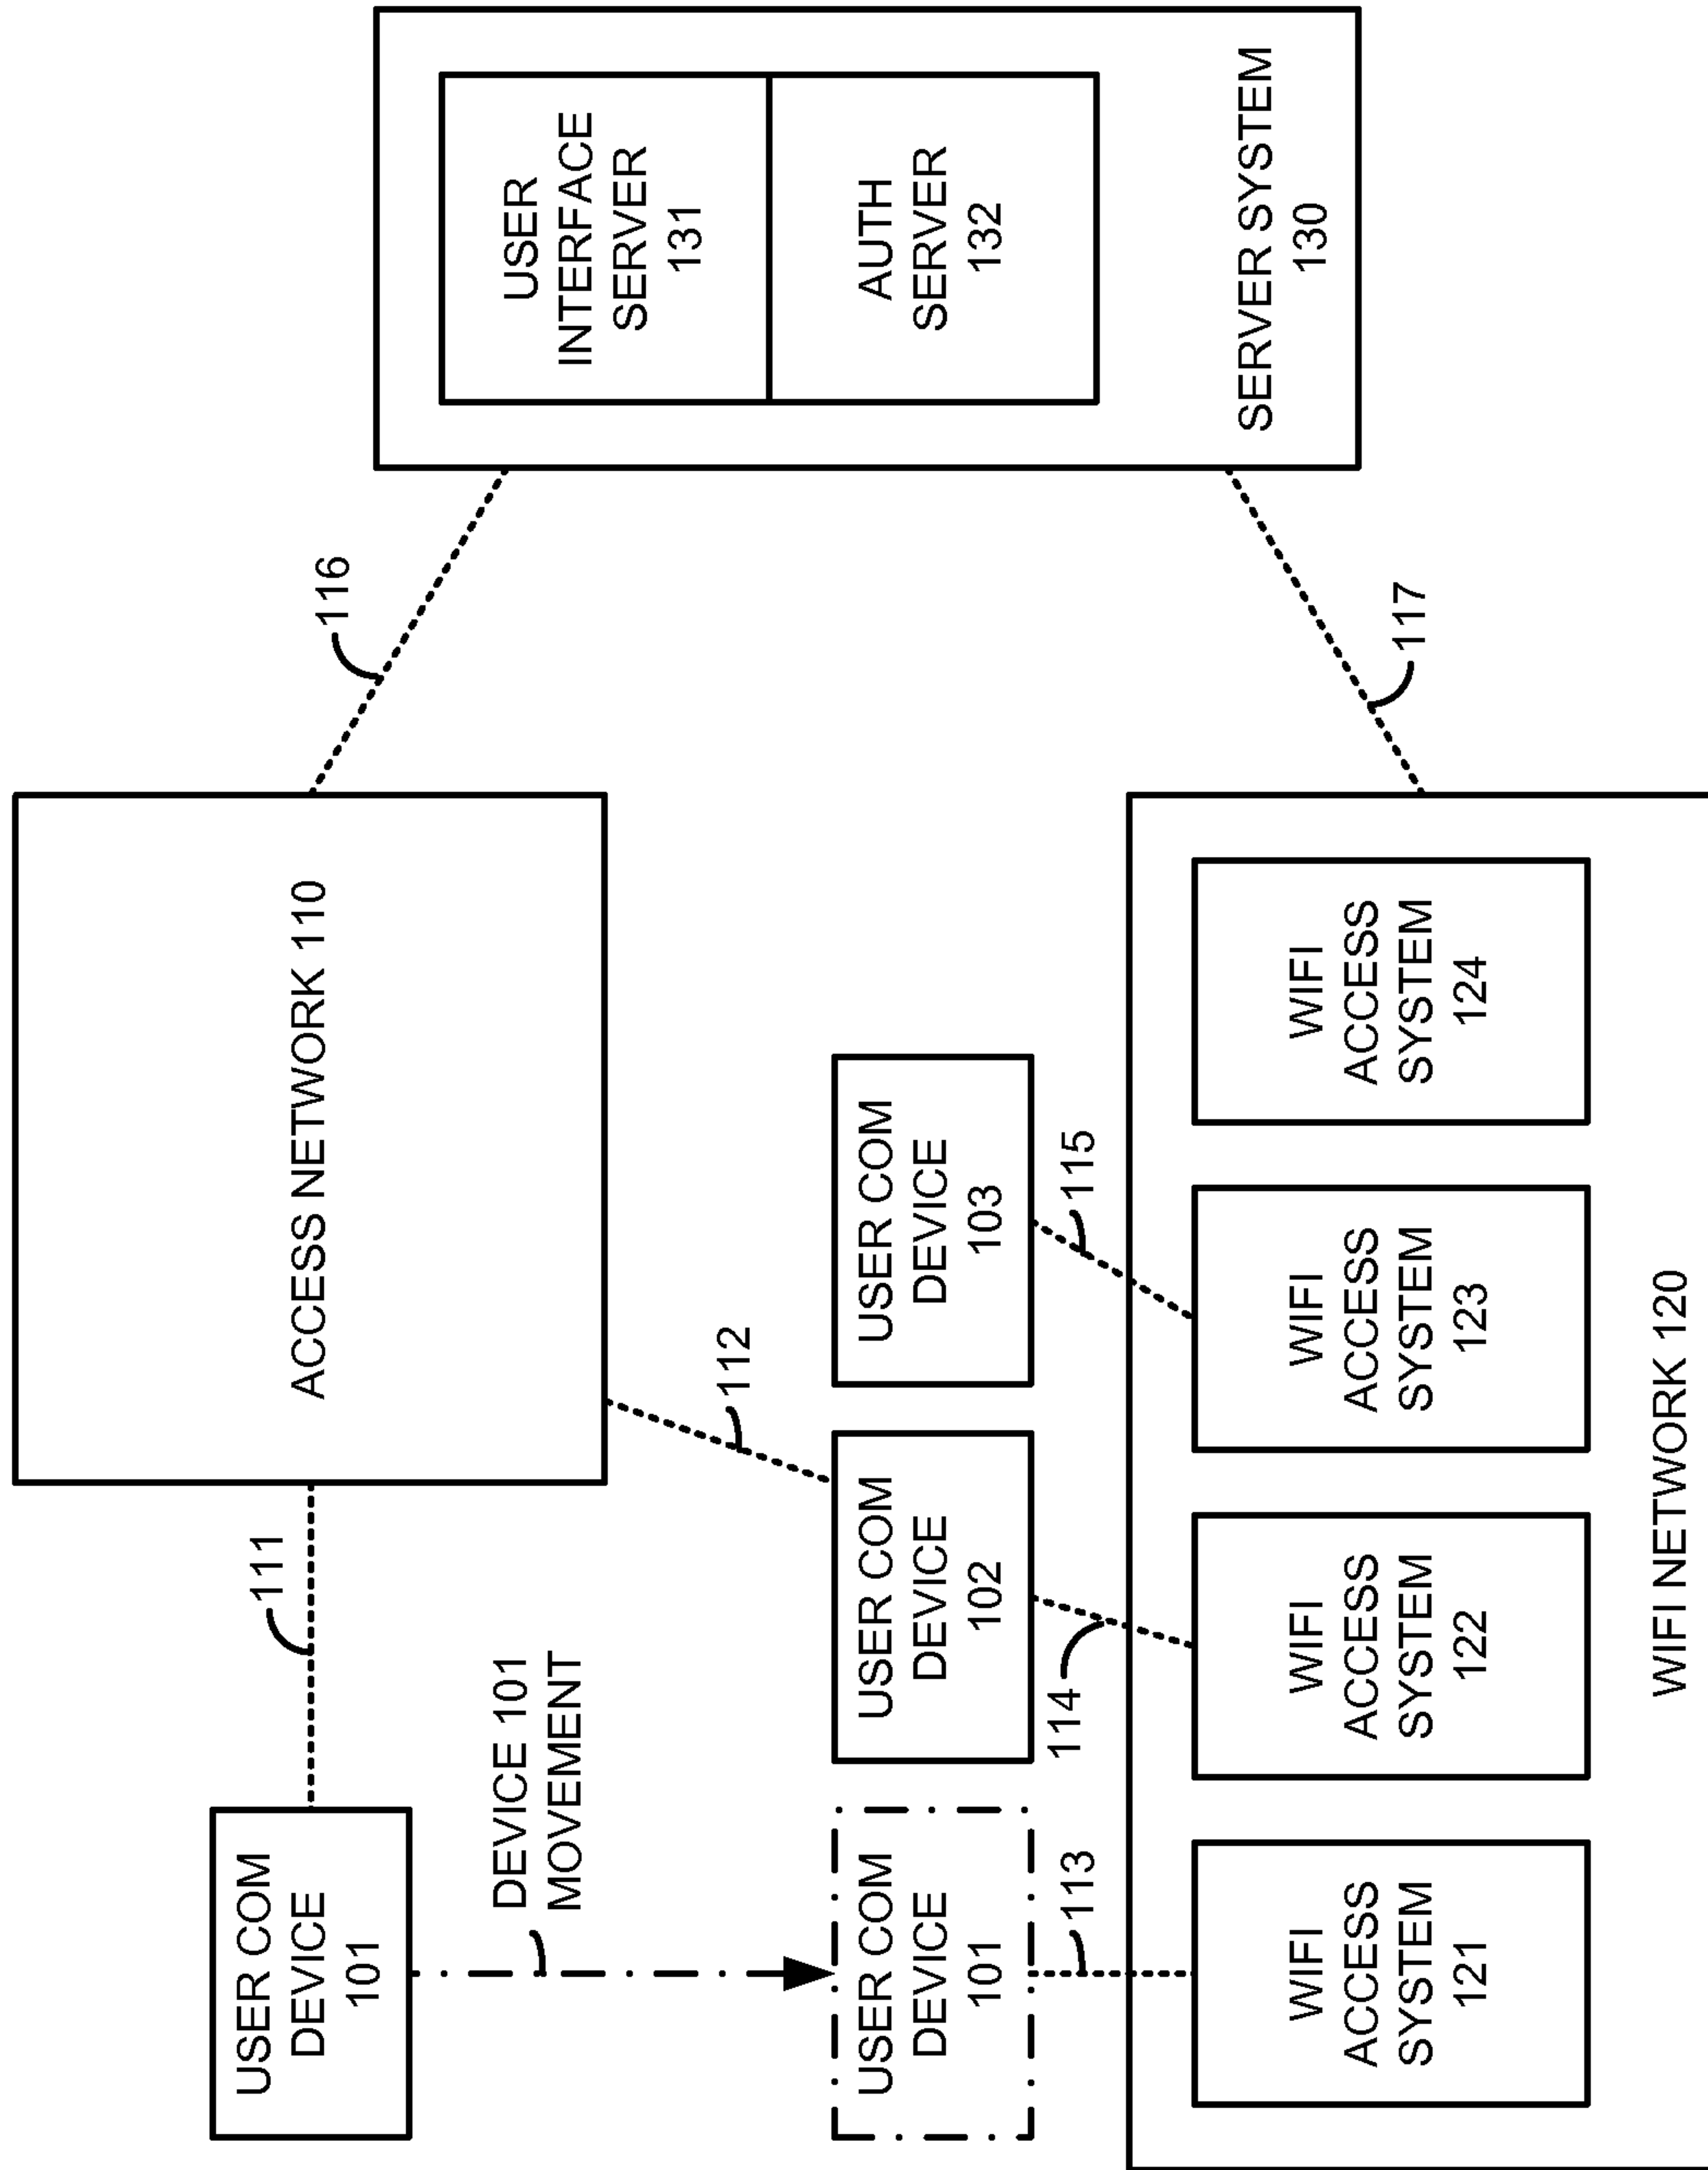 USER COM
DEVICE
101
111
ACCESS NETWORK 110
116
DEVICE 101
MOVEMENT
112
USER
INTERFACE
SERVER
131
AUTH
SERVER
132
SERVER SYSTEM
130
USER COM
DEVICE
101
USER COM
DEVICE
102
USER COM
DEVICE
103
113
114
115
117
WIFI
ACCESS
SYSTEM
121
WIFI
ACCESS
SYSTEM
122
WIFI
ACCESS
SYSTEM
123
WIFI
ACCESS
SYSTEM
124
WIFI NETWORK 120